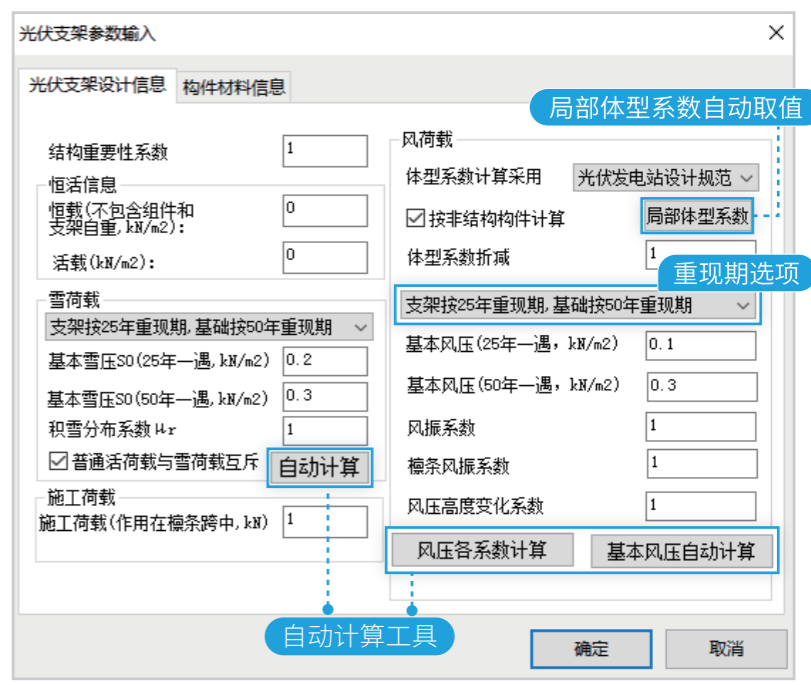 光伏支架参数输入
光伏支架设计信息 构件材料信息
局部体型系数自动取值
结构重要性系数 1
恒活信息
恒载(不包含组件和
支架自重,kN/m2): 0
活载(kN/m2): 0
雪荷载
支架按25年重现期,基础按50年重现期
基本雪压S0(25年一遇,kN/m2) 0.2
基本雪压S0(50年一遇,kN/m2) 0.3
积雪分布系数μr 1
普通活荷载与雪荷载互斥 自动计算
施工荷载
施工荷载(作用在檩条跨中,kN) 1
风荷载
体型系数计算采用 光伏发电站设计规范
按非结构构件计算 局部体型系数
体型系数折减 1
重现期选项
支架按25年重现期,基础按50年重现期
基本风压(25年一遇，kN/m2) 0.1
基本风压(50年一遇，kN/m2) 0.3
风振系数 1
檩条风振系数 1
风压高度变化系数 1
风压各系数计算 基本风压自动计算
自动计算工具
确定 取消